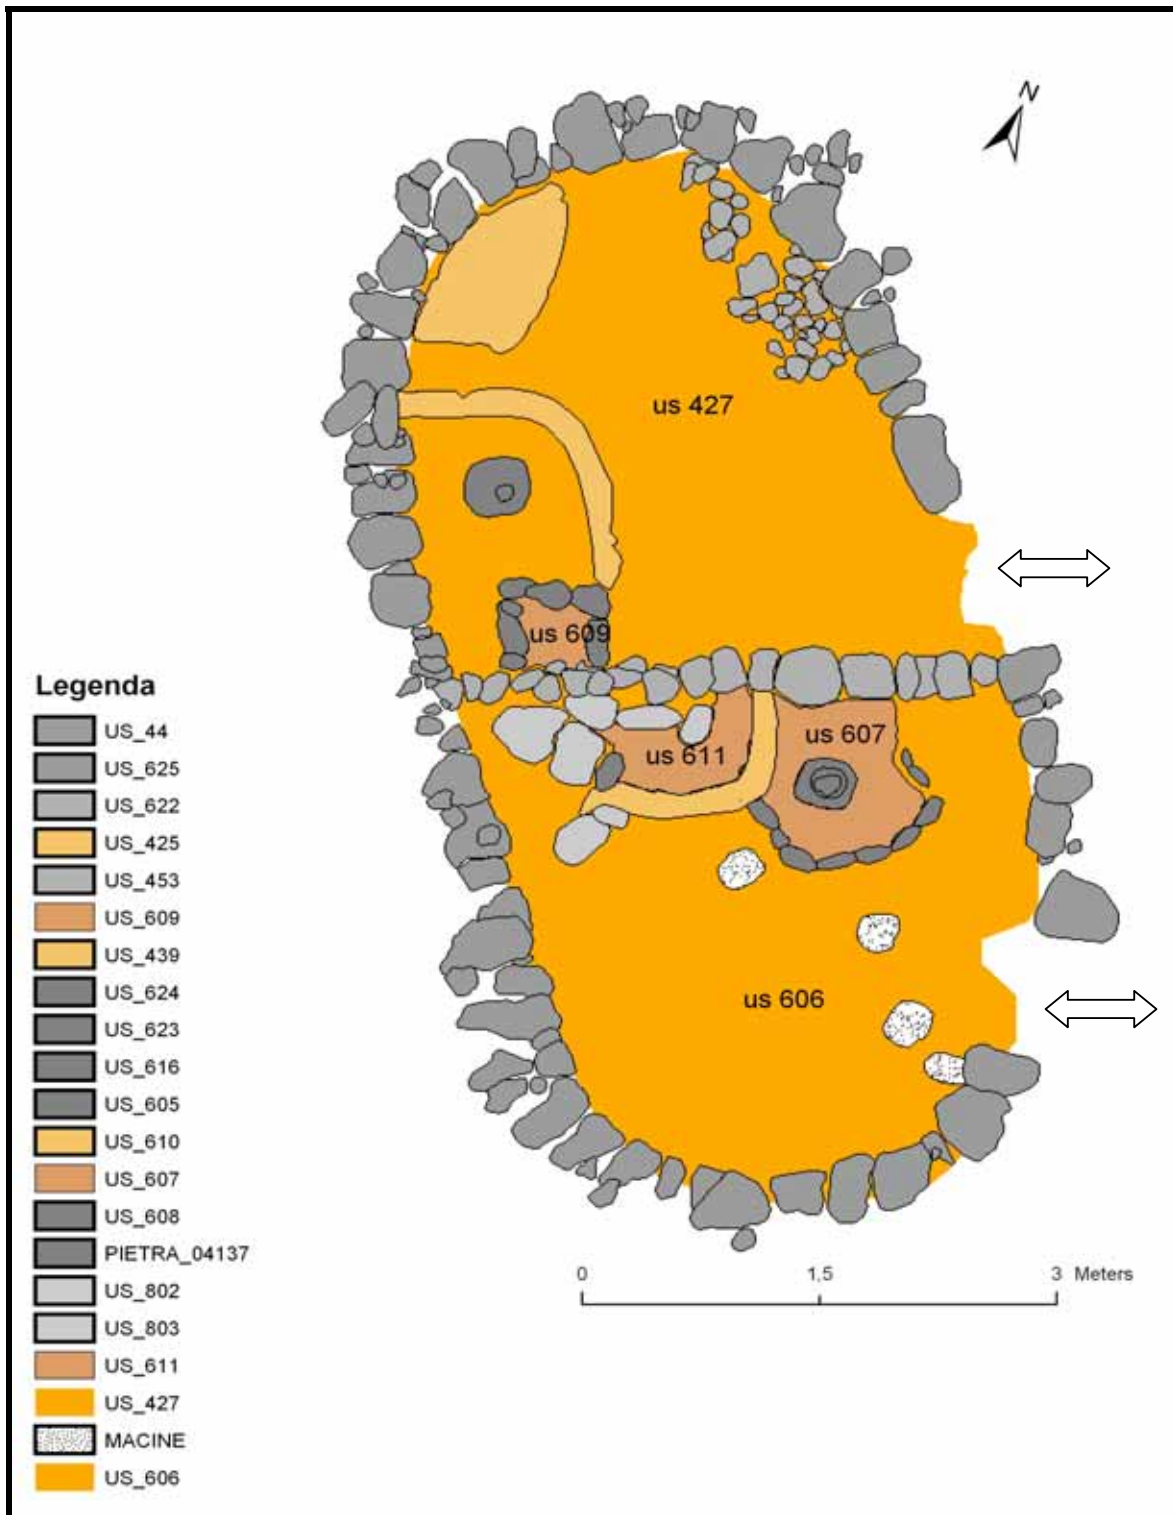 N
us 427
us 609
us 611
us 607
us 606
Legenda
US_44
US_625
US_622
US_425
US_453
US_609
US_439
US_624
US_623
US_616
US_605
US_610
US_607
US_608
PIETRA_04137
US_802
US_803
US_611
US_427
MACINE
US_606
0 1,5 3 Meters